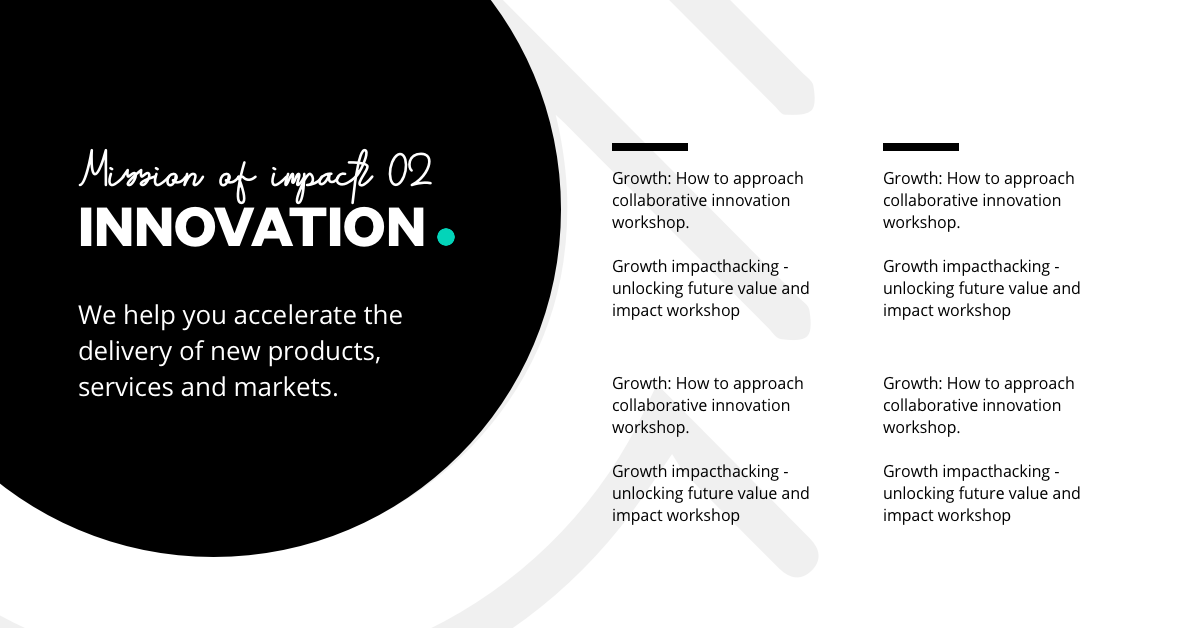 Mission of impact 02
INNOVATION.
We help you accelerate the
delivery of new products,
services and markets.
Growth: How to approach
collaborative innovation
workshop.
Growth impacthacking -
unlocking future value and
impact workshop
Growth: How to approach
collaborative innovation
workshop.
Growth impacthacking -
unlocking future value and
impact workshop
Growth: How to approach
collaborative innovation
workshop.
Growth impacthacking -
unlocking future value and
impact workshop
Growth: How to approach
collaborative innovation
workshop.
Growth impacthacking -
unlocking future value and
impact workshop